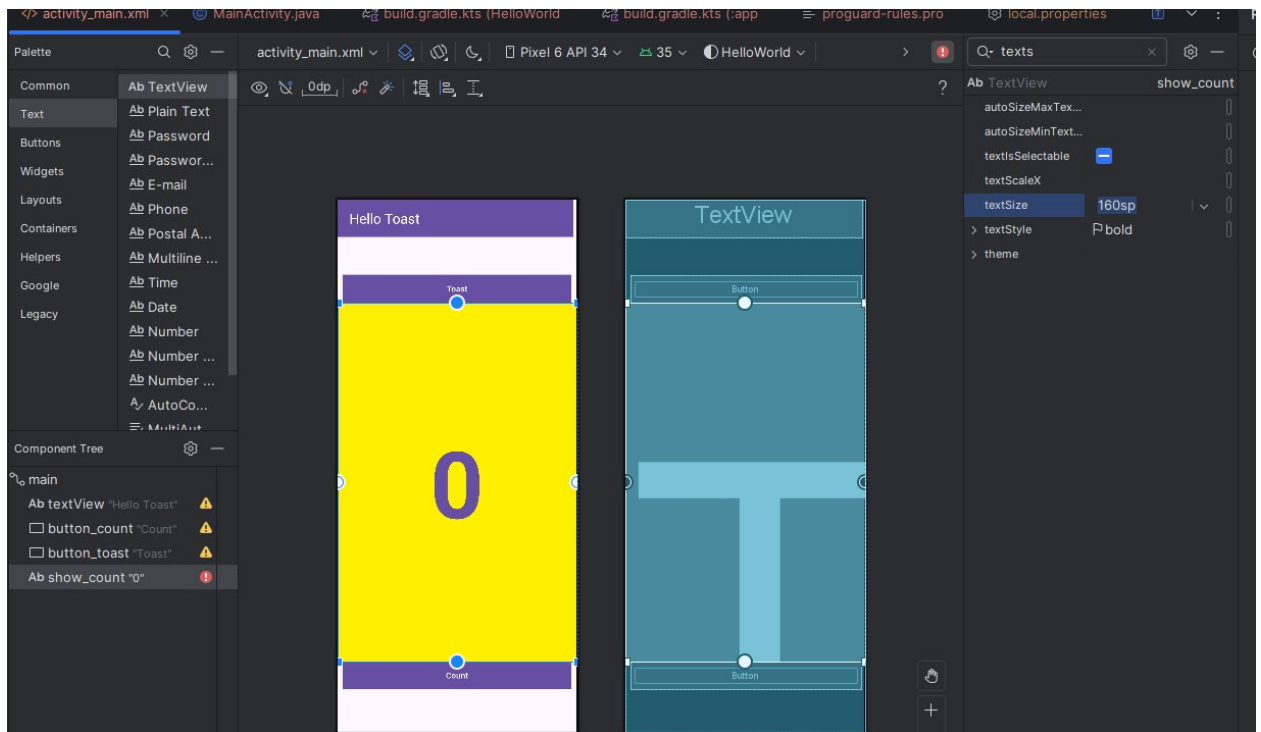 activity_main.xml × MainActivity.java build.gradle.kts (HelloWorld build.gradle.kts (:app proguard-rules.pro local.properties
Palette
activity_main.xml Pixel 6 API 34 35 HelloWorld
texts
Common
Text
Buttons
Widgets
Layouts
Containers
Helpers
Google
Legacy
Ab TextView
Ab Plain Text
Ab Password
Ab Passwor...
Ab E-mail
Ab Phone
Ab Postal A...
Ab Multiline ...
Ab Time
Ab Date
Ab Number
Ab Number ...
Ab Number ...
AutoCo...
MultiAut
0dp
?
Hello Toast
Toast
0
Count
TextView
Button
T
Button
Ab TextView show_count
autoSizeMaxTex...
autoSizeMinText...
textIsSelectable
textScaleX
textSize 160sp
textStyle bold
theme
Component Tree
main
Ab textView "Hello Toast"
button_count "Count"
button_toast "Toast"
Ab show_count "0"